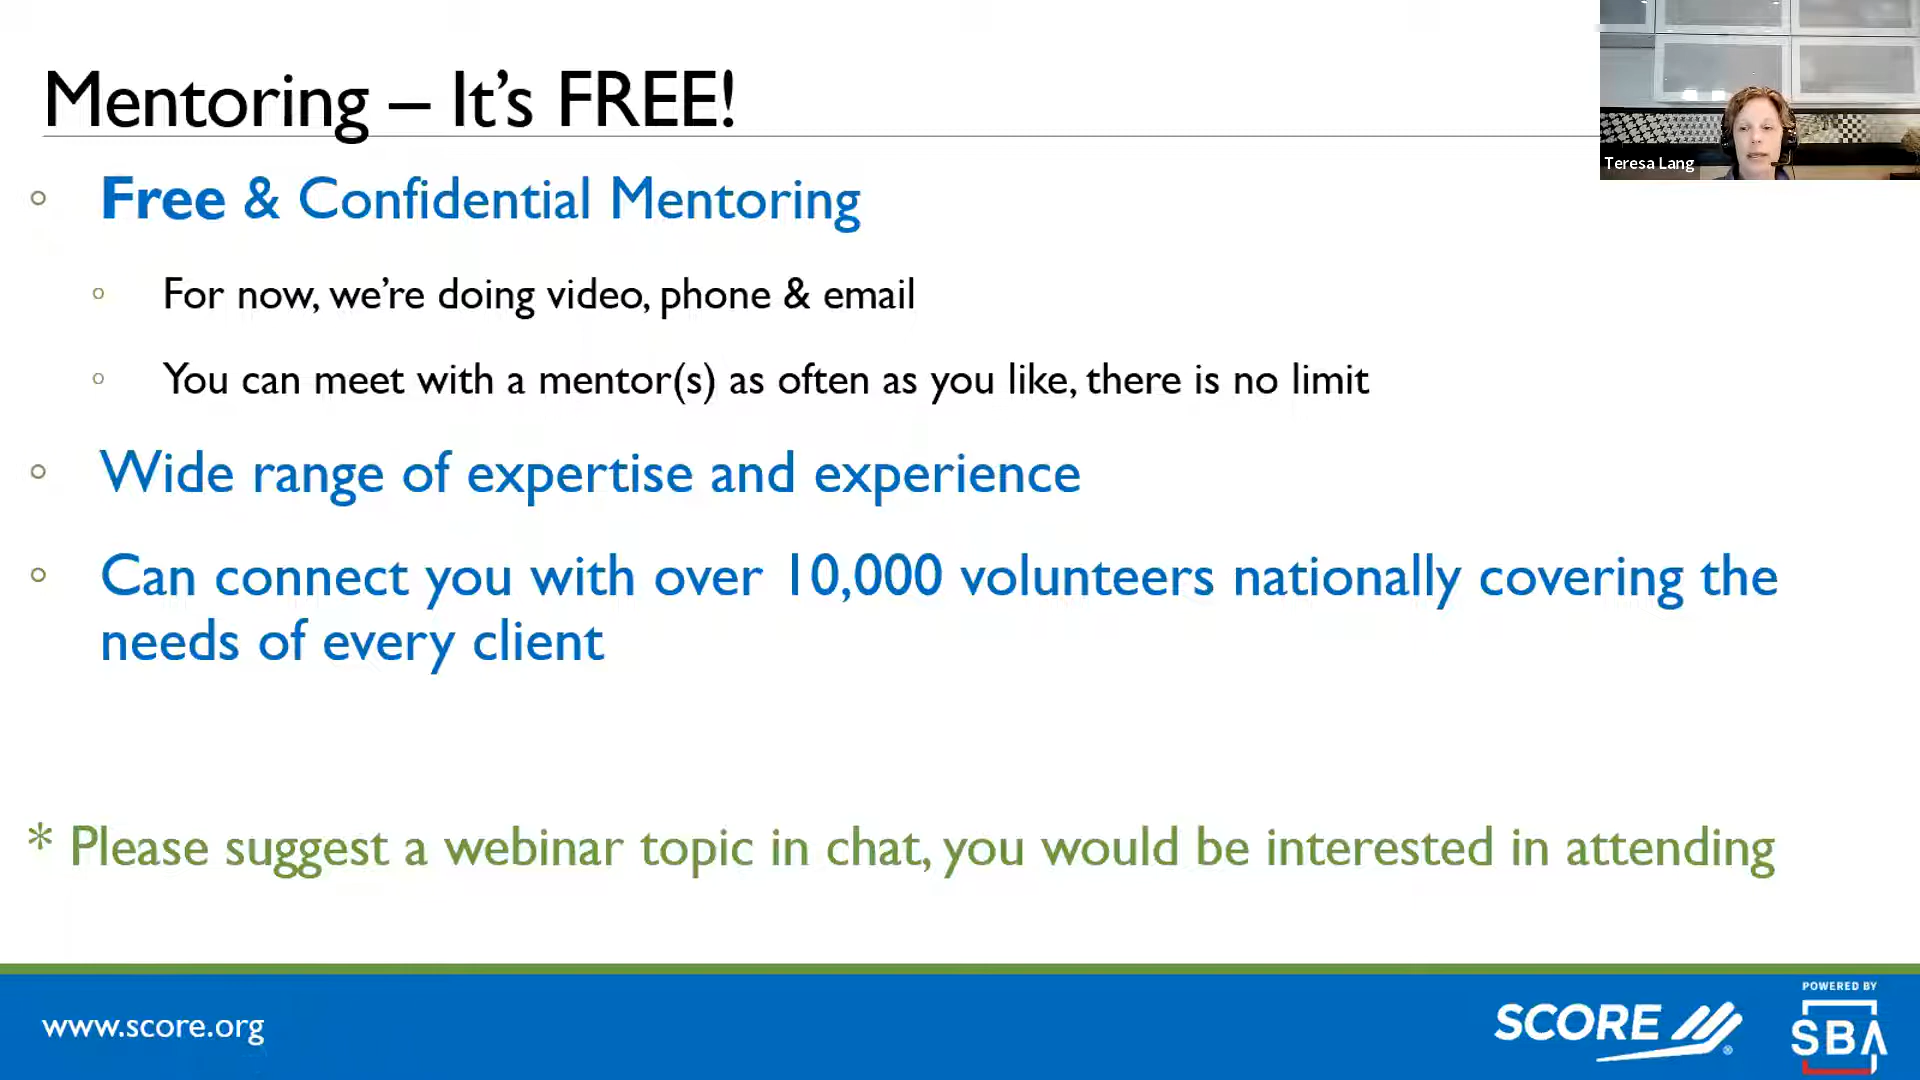 Mentoring – It’s FREE!
Teresa Lang
Free & Confidential Mentoring
For now, we’re doing video, phone & email
You can meet with a mentor(s) as often as you like, there is no limit
Wide range of expertise and experience
Can connect you with over 10,000 volunteers nationally covering the
needs of every client
* Please suggest a webinar topic in chat, you would be interested in attending
www.score.org
SCORE
®
POWERED BY
SBA